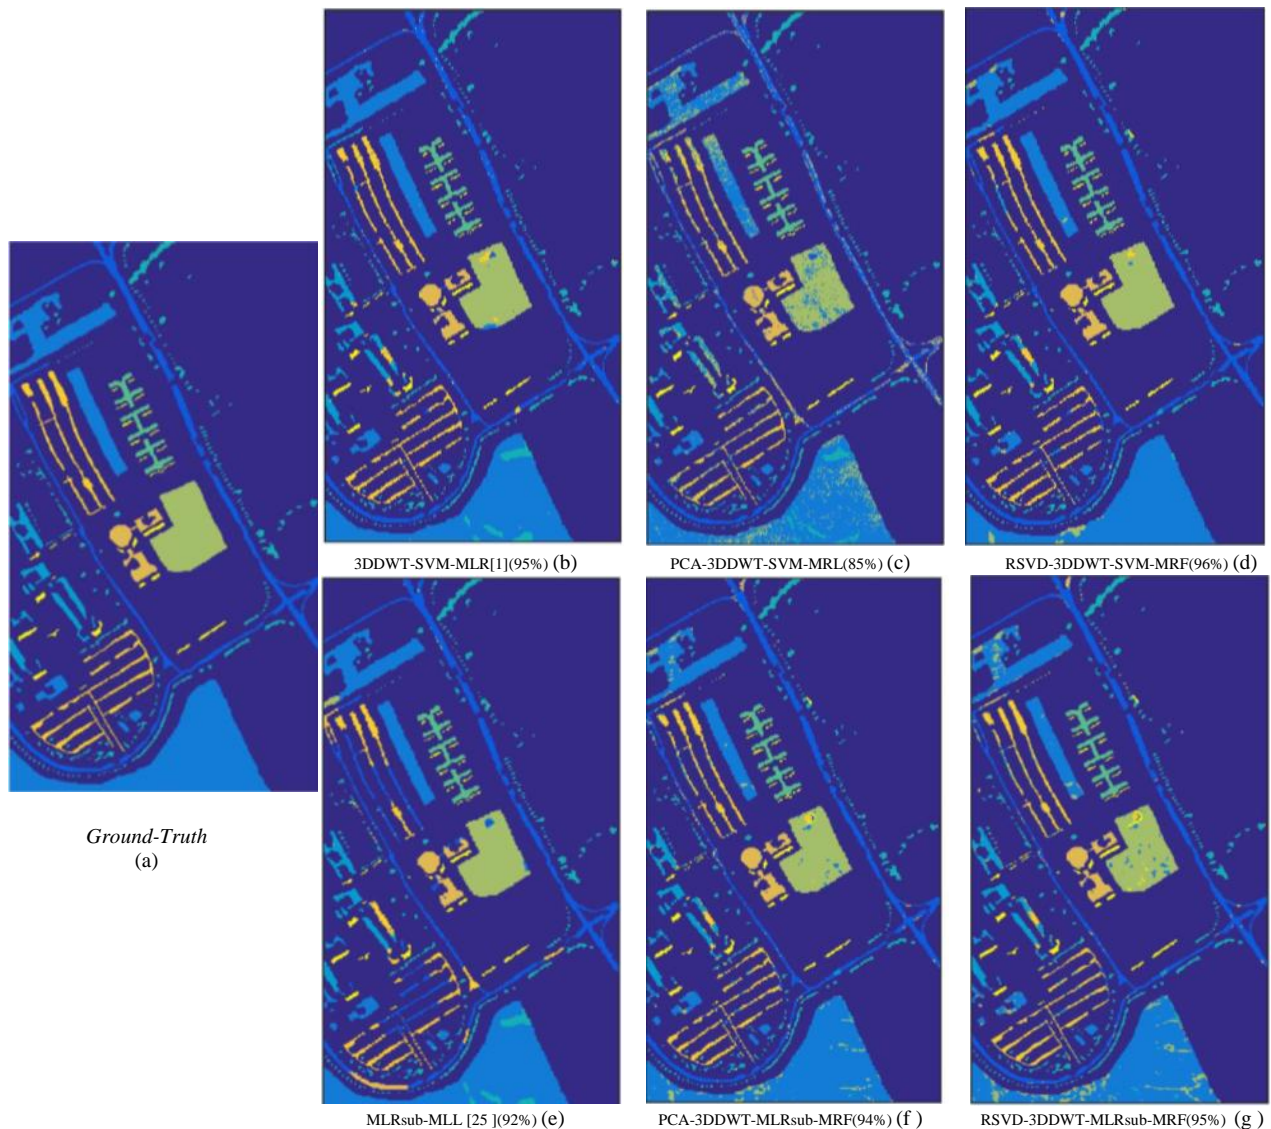 3DDWT-SVM-MLR[1](95%) (b)
PCA-3DDWT-SVM-MRL(85%) (c)
RSVD-3DDWT-SVM-MRF(96%) (d)
Ground-Truth
(a)
MLRsub-MLL [25 ](92%) (e)
PCA-3DDWT-MLRsub-MRF(94%) (f )
RSVD-3DDWT-MLRsub-MRF(95%) (g )